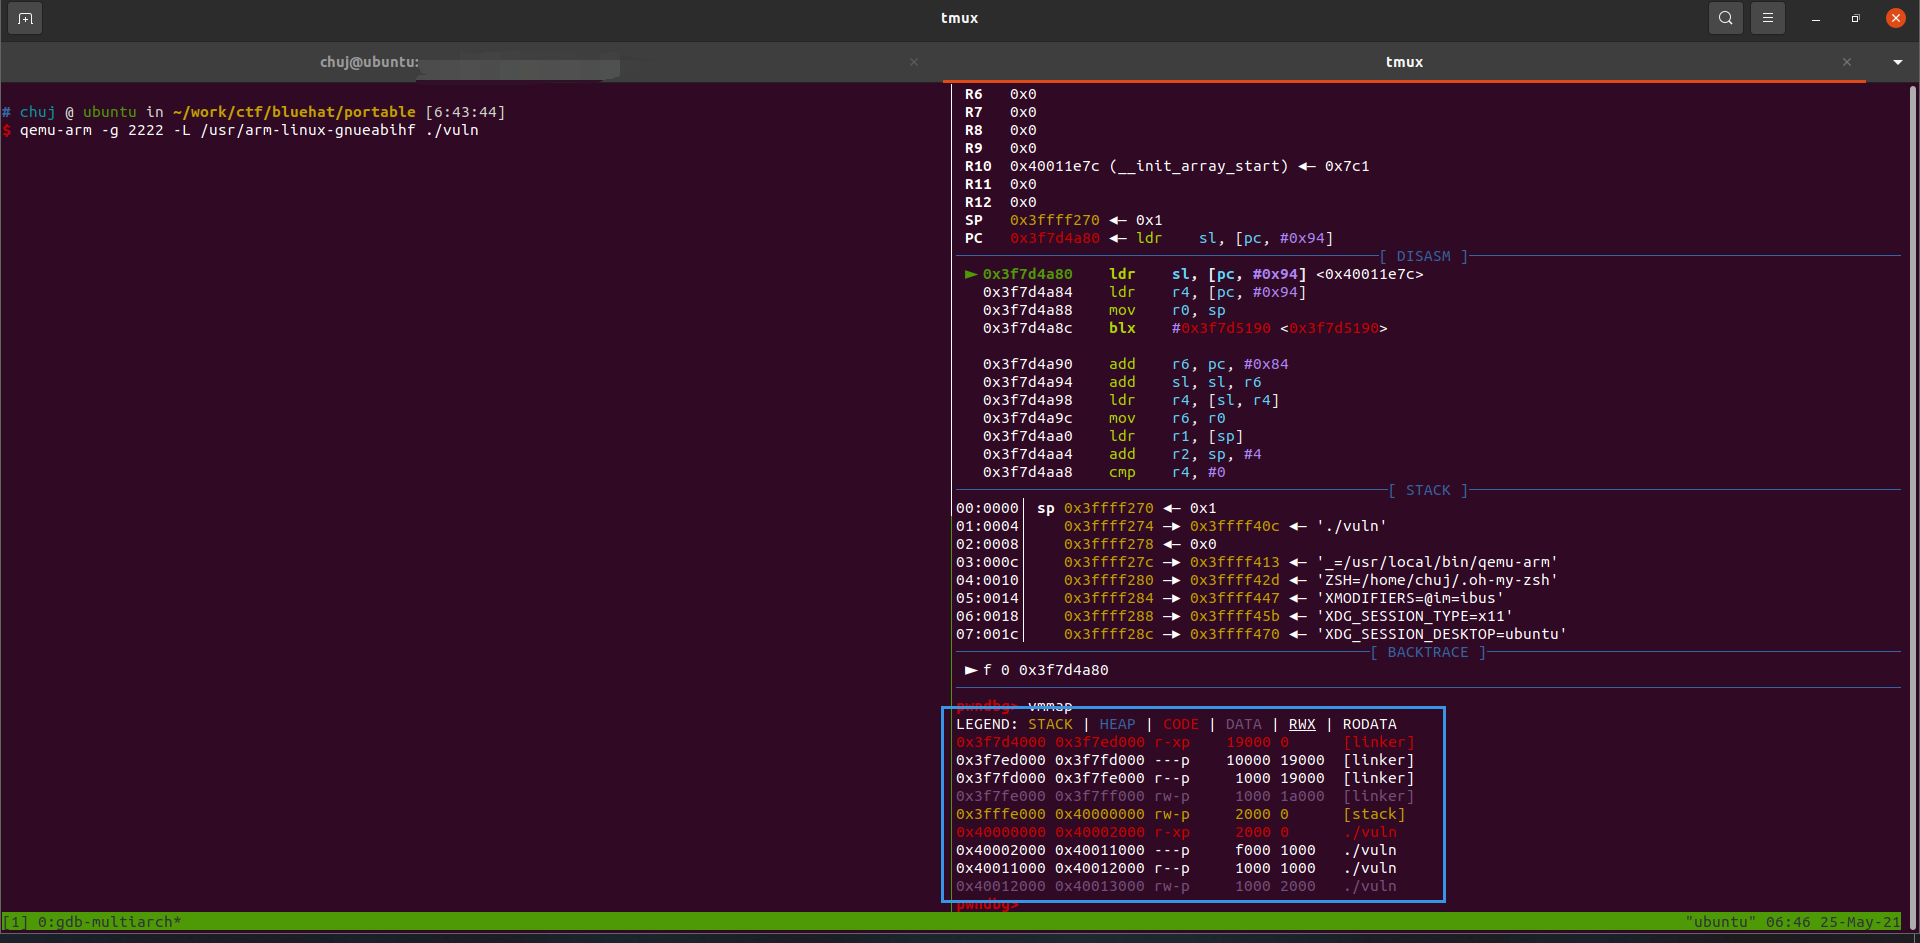 tmux
chuj@ubuntu:
tmux
# chuj @ ubuntu in ~/work/ctf/bluehat/portable [6:43:44]
$ qemu-arm -g 2222 -L /usr/arm-linux-gnueabihf ./vuln
R6 0x0
R7 0x0
R8 0x0
R9 0x0
R10 0x40011e7c (__init_array_start) ◂— 0x7c1
R11 0x0
R12 0x0
SP 0x3ffff270 ◂— 0x1
PC 0x3f7d4a80 ◂— ldr sl, [pc, #0x94]
[ DISASM ]
► 0x3f7d4a80 ldr sl, [pc, #0x94] <0x40011e7c>
0x3f7d4a84 ldr r4, [pc, #0x94]
0x3f7d4a88 mov r0, sp
0x3f7d4a8c blx #0x3f7d5190 <0x3f7d5190>
0x3f7d4a90 add r6, pc, #0x84
0x3f7d4a94 add sl, sl, r6
0x3f7d4a98 ldr r4, [sl, r4]
0x3f7d4a9c mov r6, r0
0x3f7d4aa0 ldr r1, [sp]
0x3f7d4aa4 add r2, sp, #4
0x3f7d4aa8 cmp r4, #0
[ STACK ]
00:0000│ sp 0x3ffff270 ◂— 0x1
01:0004│ 0x3ffff274 —▸ 0x3ffff40c ◂— './vuln'
02:0008│ 0x3ffff278 ◂— 0x0
03:000c│ 0x3ffff27c —▸ 0x3ffff413 ◂— '_=/usr/local/bin/qemu-arm'
04:0010│ 0x3ffff280 —▸ 0x3ffff42d ◂— 'ZSH=/home/chuj/.oh-my-zsh'
05:0014│ 0x3ffff284 —▸ 0x3ffff447 ◂— 'XMODIFIERS=@im=ibus'
06:0018│ 0x3ffff288 —▸ 0x3ffff45b ◂— 'XDG_SESSION_TYPE=x11'
07:001c│ 0x3ffff28c —▸ 0x3ffff470 ◂— 'XDG_SESSION_DESKTOP=ubuntu'
[ BACKTRACE ]
► f 0 0x3f7d4a80
pwndbg> vmmap
LEGEND: STACK | HEAP | CODE | DATA | RWX | RODATA
0x3f7d4000 0x3f7ed000 r-xp 19000 0 [linker]
0x3f7ed000 0x3f7fd000 ---p 10000 19000 [linker]
0x3f7fd000 0x3f7fe000 r--p 1000 19000 [linker]
0x3f7fe000 0x3f7ff000 rw-p 1000 1a000 [linker]
0x3fffe000 0x40000000 rw-p 2000 0 [stack]
0x40000000 0x40002000 r-xp 2000 0 ./vuln
0x40002000 0x40011000 ---p f000 1000 ./vuln
0x40011000 0x40012000 r--p 1000 1000 ./vuln
0x40012000 0x40013000 rw-p 1000 2000 ./vuln
pwndbg>
[1] 0:gdb-multiarch* "ubuntu" 06:46 25-May-21